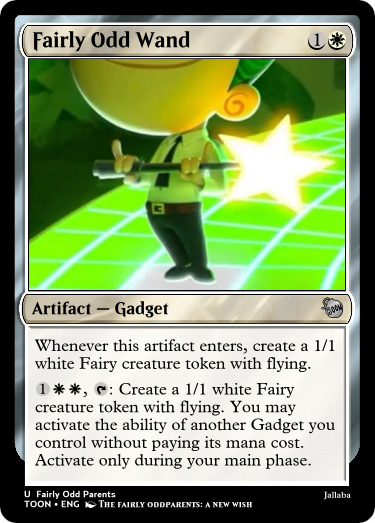 Fairly Odd Wand 1
Artifact — Gadget
Whenever this artifact enters, create a 1/1
white Fairy creature token with flying.
1, : Create a 1/1 white Fairy
creature token with flying. You may
activate the ability of another Gadget you
control without paying its mana cost.
Activate only during your main phase.
U Fairly Odd Parents
Jallaba
TOON • ENG The Fairly OddParents: A New Wish